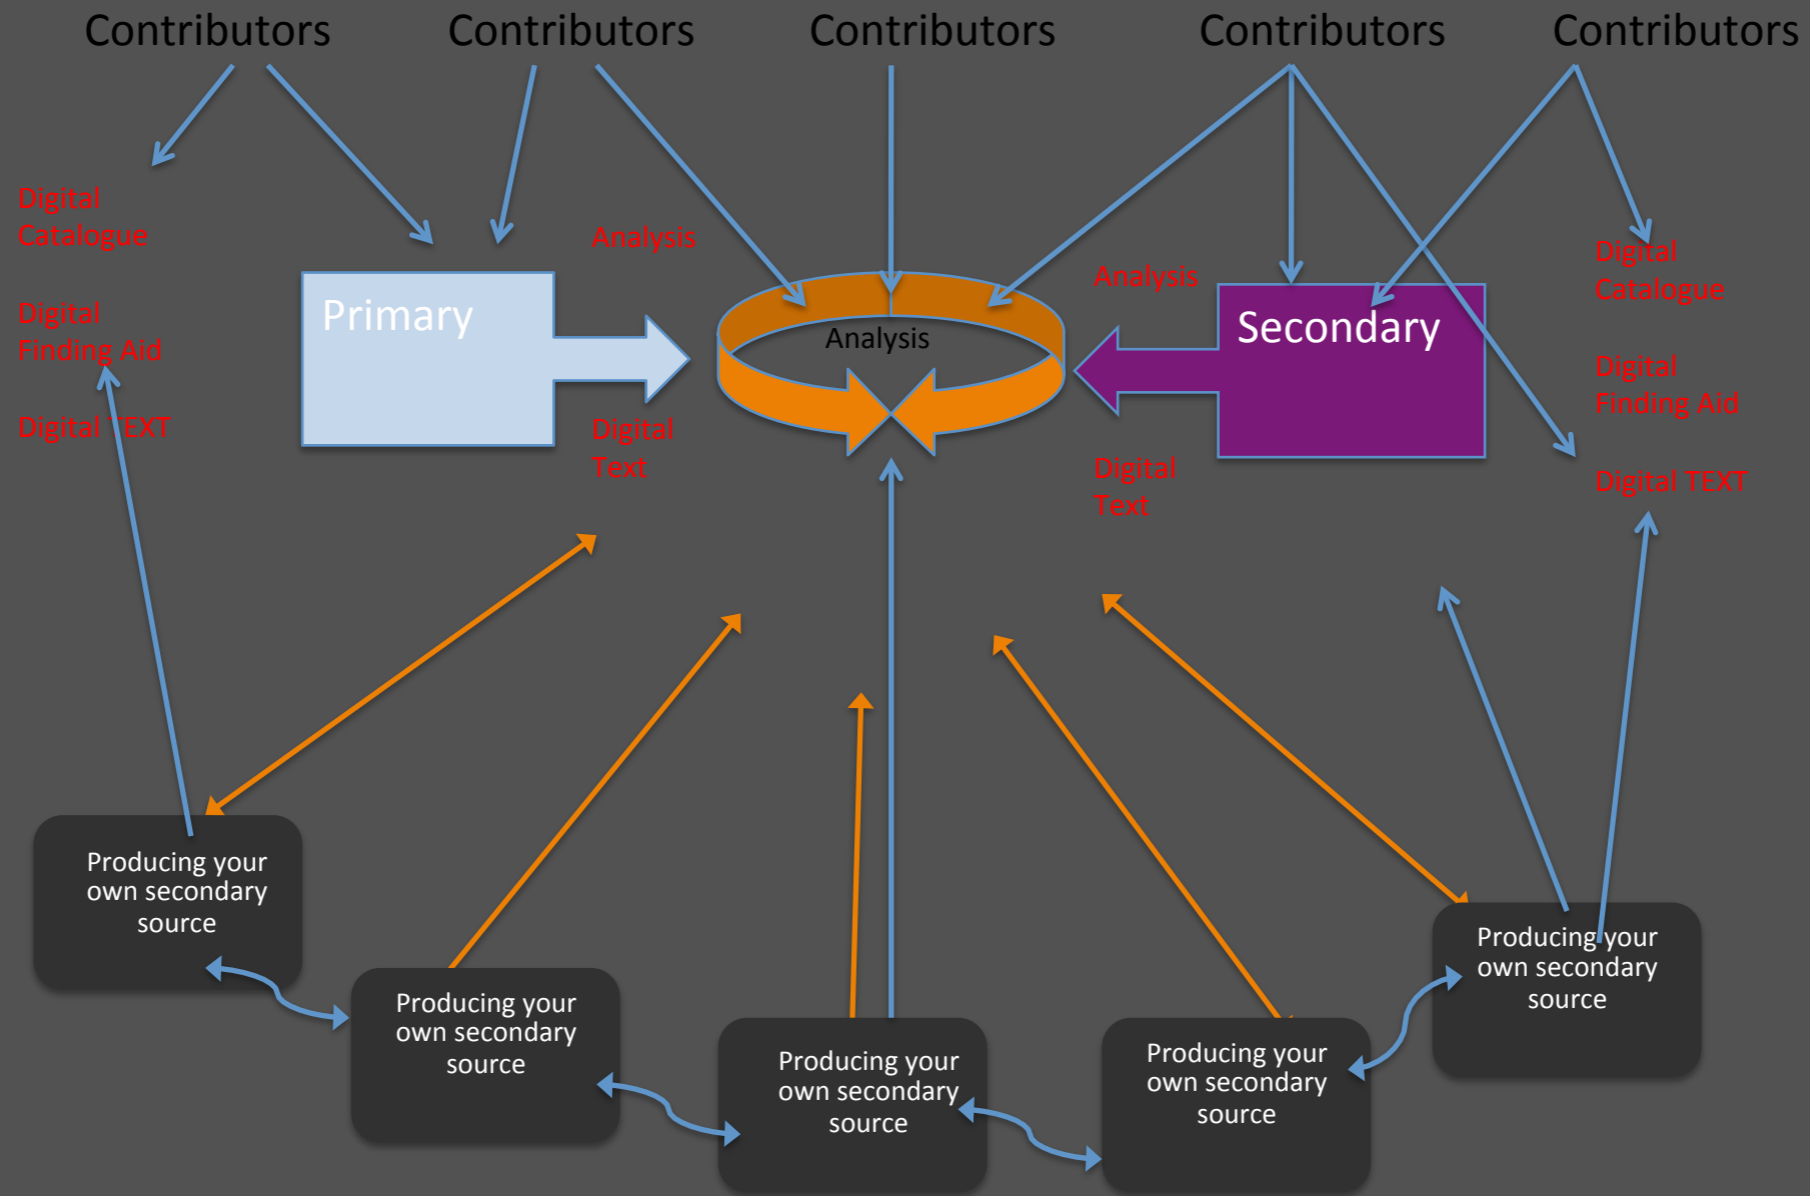 Contributors
Contributors
Contributors
Contributors
Contributors
Digital
Catalogue
Digital
Finding Aid
Digital TEXT
Primary
Analysis
Digital
Text
Analysis
Analysis
Digital
Text
Secondary
Digital
Catalogue
Digital
Finding Aid
Digital TEXT
Producing your
own secondary
source
Producing your
own secondary
source
Producing your
own secondary
source
Producing your
own secondary
source
Producing your
own secondary
source